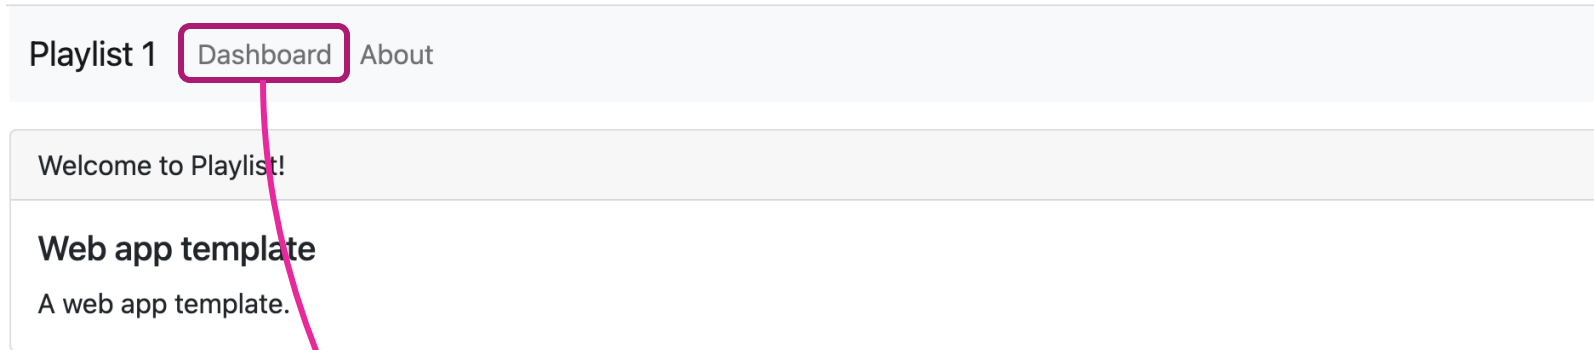 Playlist 1 Dashboard About
Welcome to Playlist!
Web app template
A web app template.